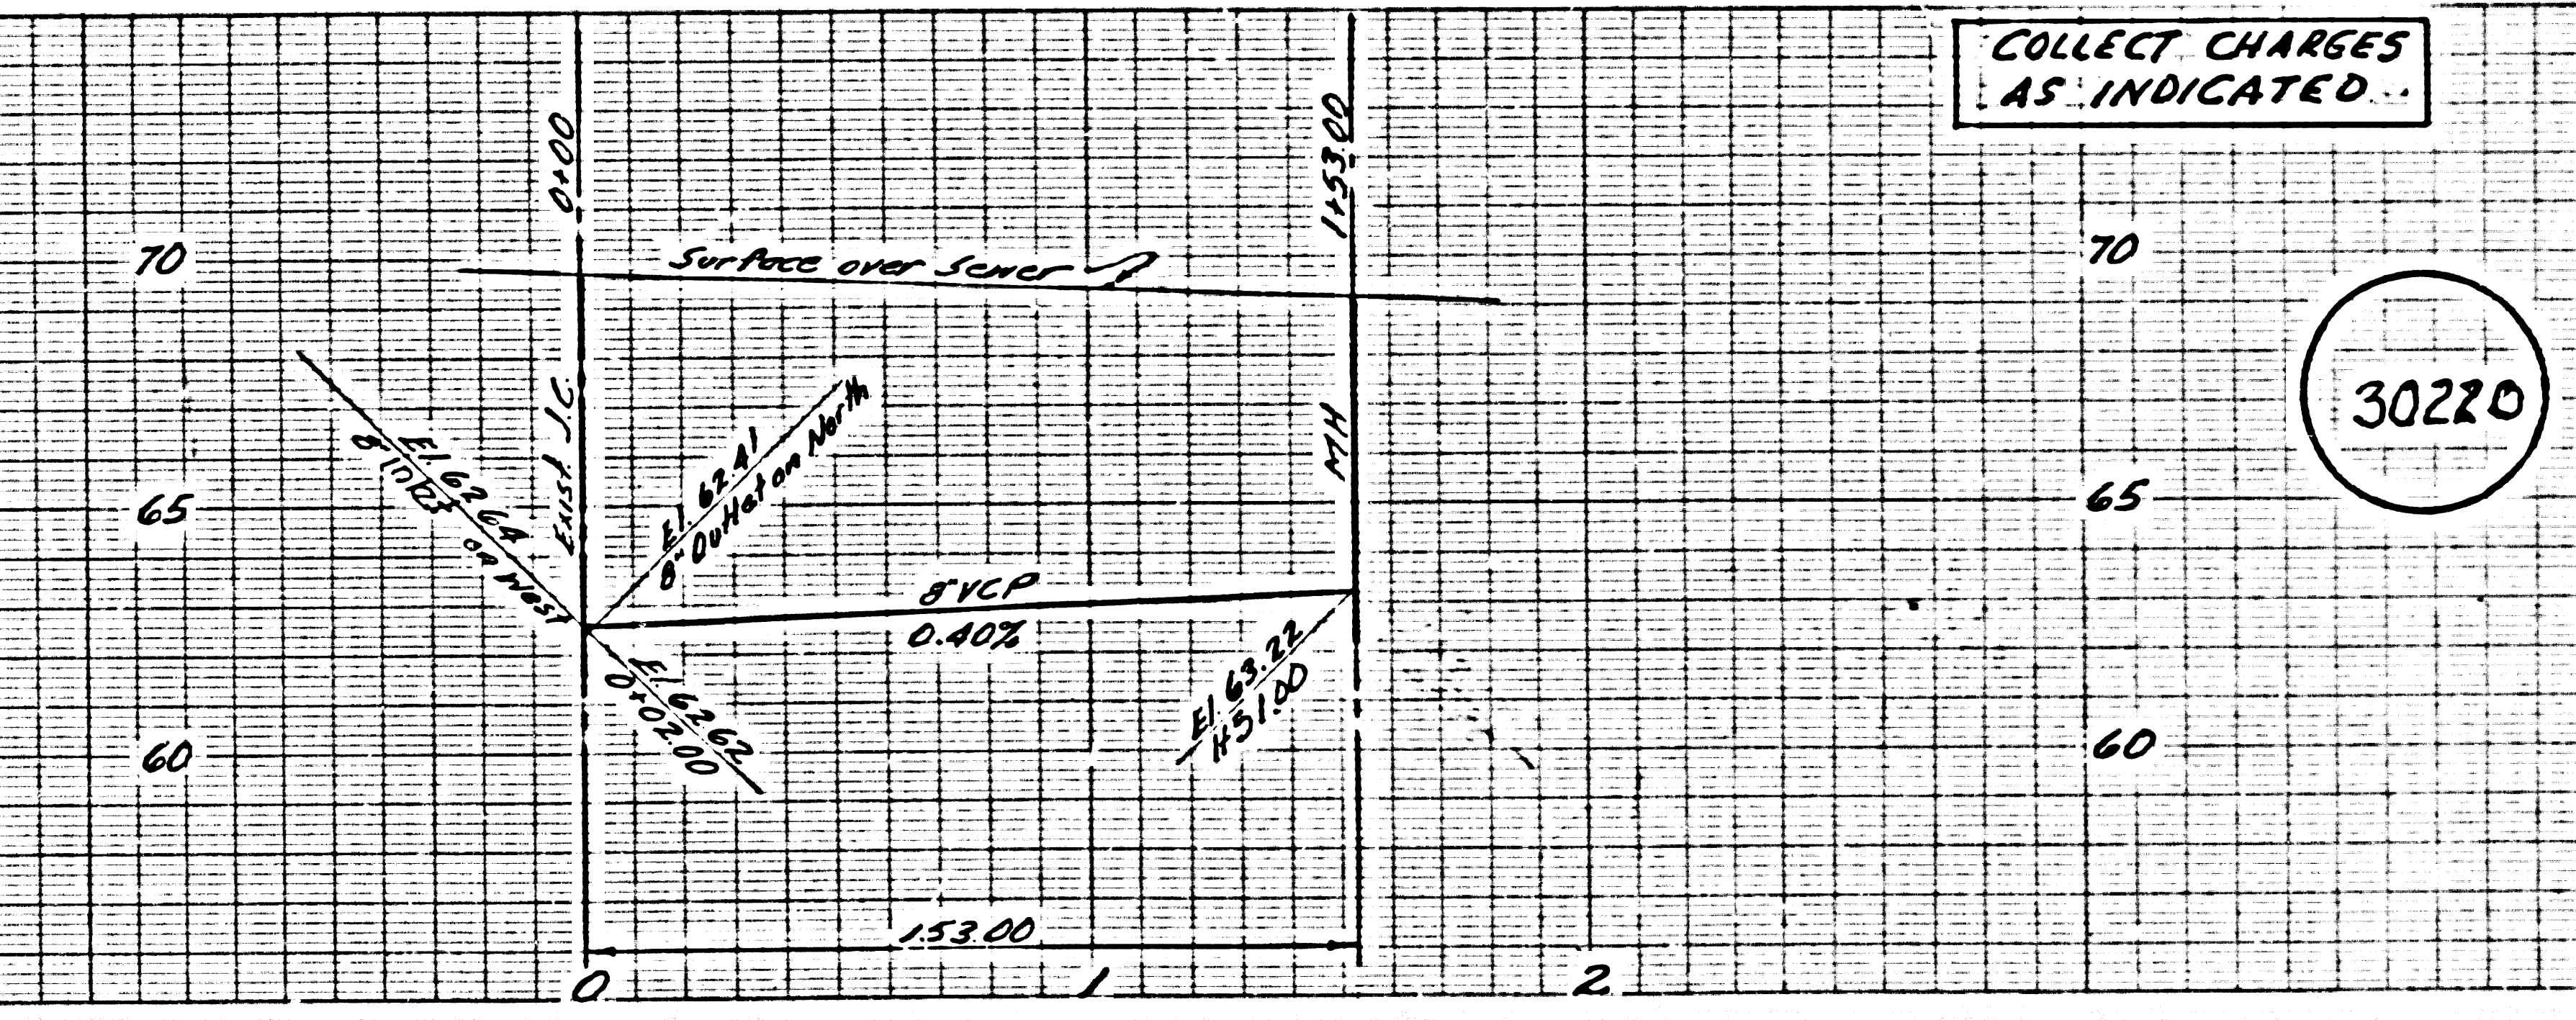 COLLECT CHARGES
AS INDICATED
0+00
1+53.00
70
Surface over Sewer
70
30220
Exist J.C.
MH
El. 62.64
8" Inlet on West
El. 62.41
8" Outlet on North
65
65
8" VCP
0.40%
El. 62.62
0+02.00
El. 63.22
1+51.00
60
60
153.00
0
1
2